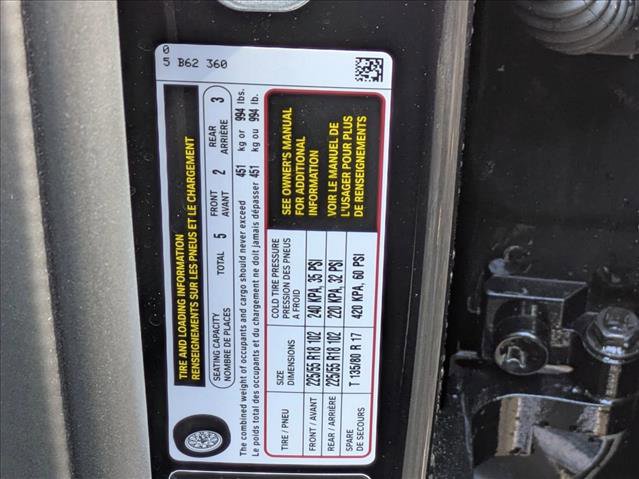 0
5 B62 360
TIRE AND LOADING INFORMATION
RENSEIGNEMENTS SUR LES PNEUS ET LE CHARGEMENT
SEATING CAPACITY
NOMBRE DE PLACES
TOTAL 5
FRONT
AVANT
2
REAR
ARRIÈRE
3
The combined weight of occupants and cargo should never exceed 451 kg or 994 lbs.
Le poids total des occupants et du chargement ne doit jamais dépasser 451 kg ou 994 lb.
TIRE / PNEU
SIZE
DIMENSIONS
COLD TIRE PRESSURE
PRESSION DES PNEUS
A FROID
FRONT / AVANT 225/55 R18 102 240 KPA, 35 PSI
REAR / ARRIÈRE 225/55 R18 102 220 KPA, 32 PSI
SPARE
DE SECOURS
T 135/80 R 17 420 KPA, 60 PSI
SEE OWNER'S MANUAL
FOR ADDITIONAL
INFORMATION
VOIR LE MANUEL DE
L'USAGER POUR PLUS
DE RENSEIGNEMENTS